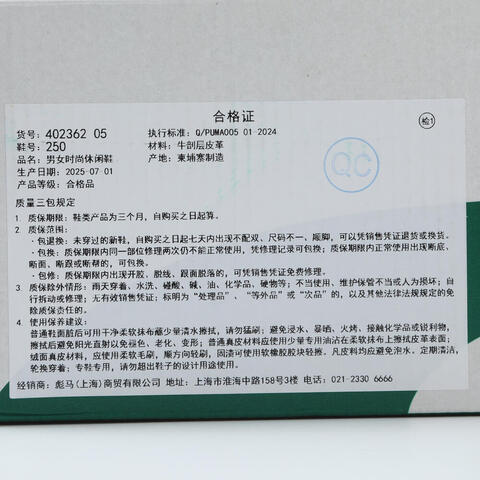 合格证
货号: 402362 05
执行标准: Q/PUMA005 01-2024
检1
鞋号: 250
材料: 牛剖层皮革
品名: 男女时尚休闲鞋
产地: 柬埔寨制造
生产日期: 2025-07-01
产品等级: 合格品
QC
质量三包规定
1. 质保期限: 鞋类产品为三个月, 自购买之日起算。
2. 质保范围:
·包退换: 未穿过的新鞋, 自购买之日起七天内出现不配双、尺码不一、顺脚, 可以凭销售凭证退货或换货。
·包换: 质保期限内同一部位修理两次仍不能正常使用, 凭修理记录可包换; 质保期限内不能正常使用出现断底、
断面、断跟或断帮的, 可包换。
·包修: 质保期内出现开胶、脱线、跟面脱落的, 可凭销售凭证免费修理。
3. 质保除外情形: 雨天穿着、水洗、碰酸、碱、油、化学品、硬物等; 不当使用、维护保管不当或人为损坏; 自
行拆动或修理; 无有效销售证; 标明为“处理品”、“等外品”或“次品”的, 以及其他法律法规规定的免
除质保责任的。
4. 使用保养建议:
普通鞋面脏后可用干净柔软抹布蘸少量清水擦拭, 请勿猛刷; 避免浸水、暴晒、火烤、接触化学品或锐利物,
擦拭后避免阳光直射以免褪色、老化、变形; 普通真皮材料应使用少量专用油沾在柔软抹布上擦拭皮革表面;
绒面真皮材料, 应使用柔软毛刷, 顺方向轻刷, 固渍可使用软橡胶胶块轻擦。凡皮料均应避免泡水。定期清洁,
轮换穿着; 专鞋专用, 请勿超出鞋子的设计用途使用。
经销商: 彪马(上海)商贸有限公司 地址: 上海市淮海中路158号3楼 电话: 021-2330 6666